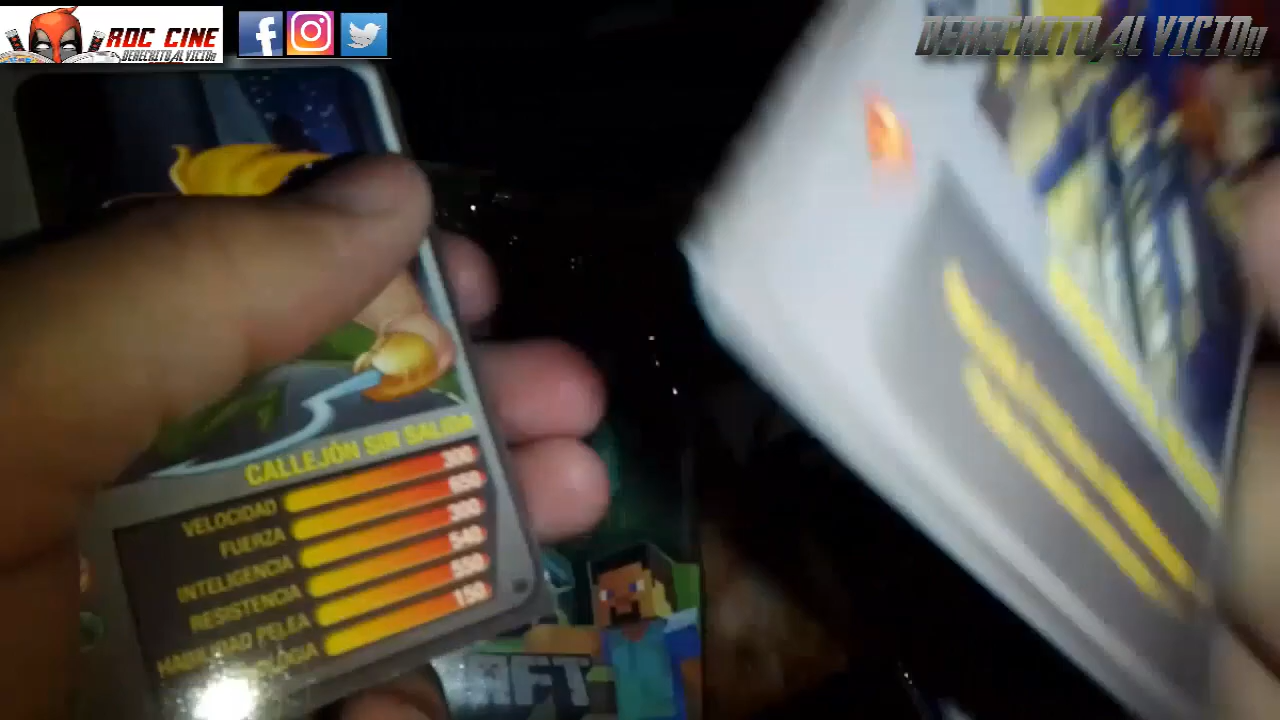 ROC CINE
DERECHITO AL VICIO!!
DERECHITO AL VICIO!!
CALLEJÓN SIN SALIDA
VELOCIDAD 300
FUERZA 650
INTELIGENCIA 300
RESISTENCIA 540
HABILIDAD PELEA 550
150
AFT